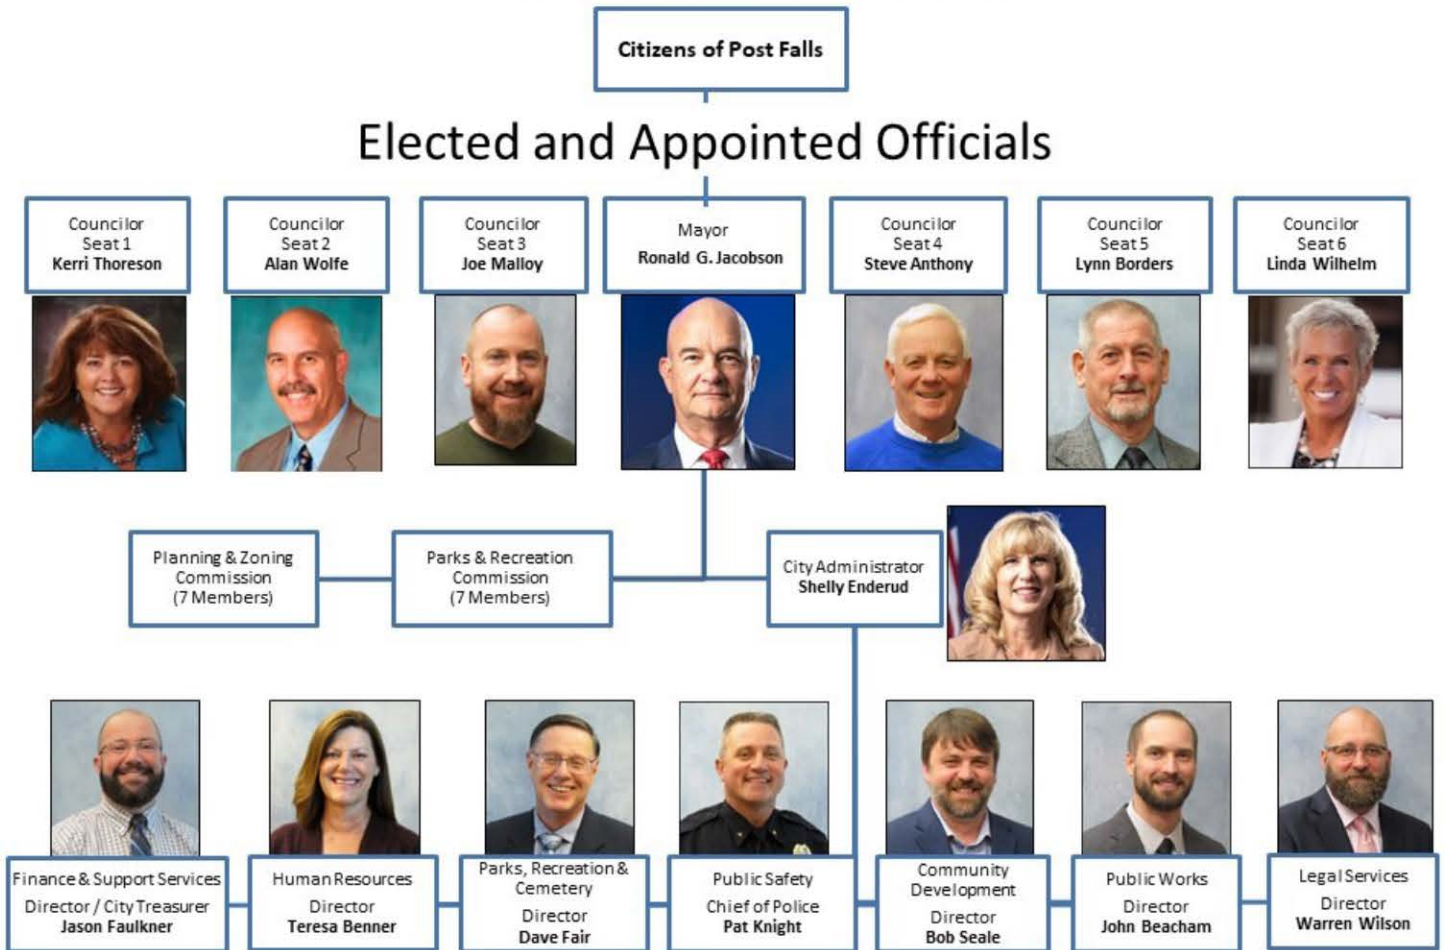 Citizens of Post Falls
Elected and Appointed Officials
Councilor
Seat 1
Kerri Thoreson
Councilor
Seat 2
Alan Wolfe
Councilor
Seat 3
Joe Malloy
Mayor
Ronald G. Jacobson
Councilor
Seat 4
Steve Anthony
Councilor
Seat 5
Lynn Borders
Councilor
Seat 6
Linda Wilhelm
Planning & Zoning
Commission
(7 Members)
Parks & Recreation
Commission
(7 Members)
City Administrator
Shelly Enderud
Finance & Support Services
Director / City Treasurer
Jason Faulkner
Human Resources
Director
Teresa Benner
Parks, Recreation &
Cemetery
Director
Dave Fair
Public Safety
Chief of Police
Pat Knight
Community
Development
Director
Bob Seale
Public Works
Director
John Beacham
Legal Services
Director
Warren Wilson